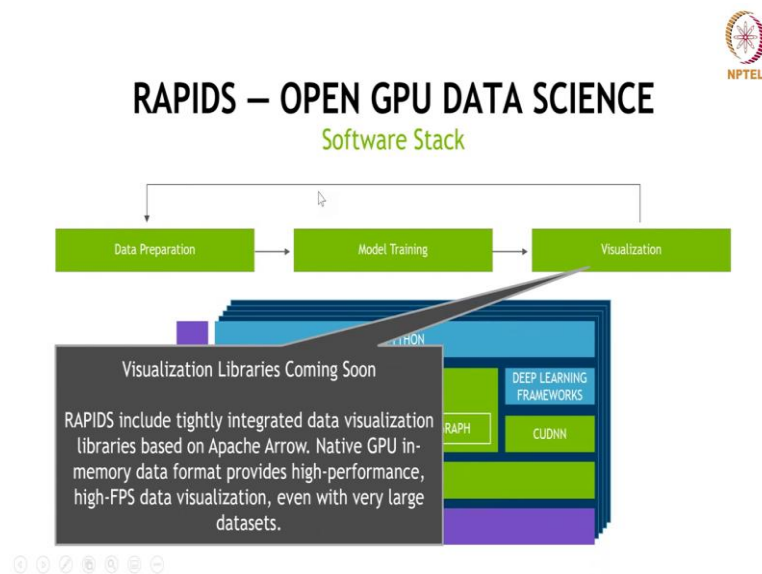 NPTEL
RAPIDS — OPEN GPU DATA SCIENCE
Software Stack
Data Preparation
Model Training
Visualization
DEEP LEARNING
FRAMEWORKS
CUDNN
Visualization Libraries Coming Soon
RAPIDS include tightly integrated data visualization
libraries based on Apache Arrow. Native GPU in-
memory data format provides high-performance,
high-FPS data visualization, even with very large
datasets.